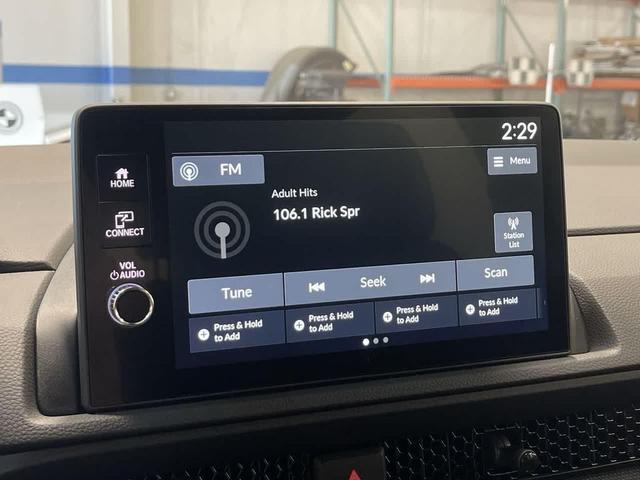 2:29
HOME
FM
Menu
Adult Hits
106.1 Rick Spr
CONNECT
Station
List
VOL
AUDIO
Tune
Seek
Scan
Press & Hold
to Add
Press & Hold
to Add
Press & Hold
to Add
Press & Hold
to Add